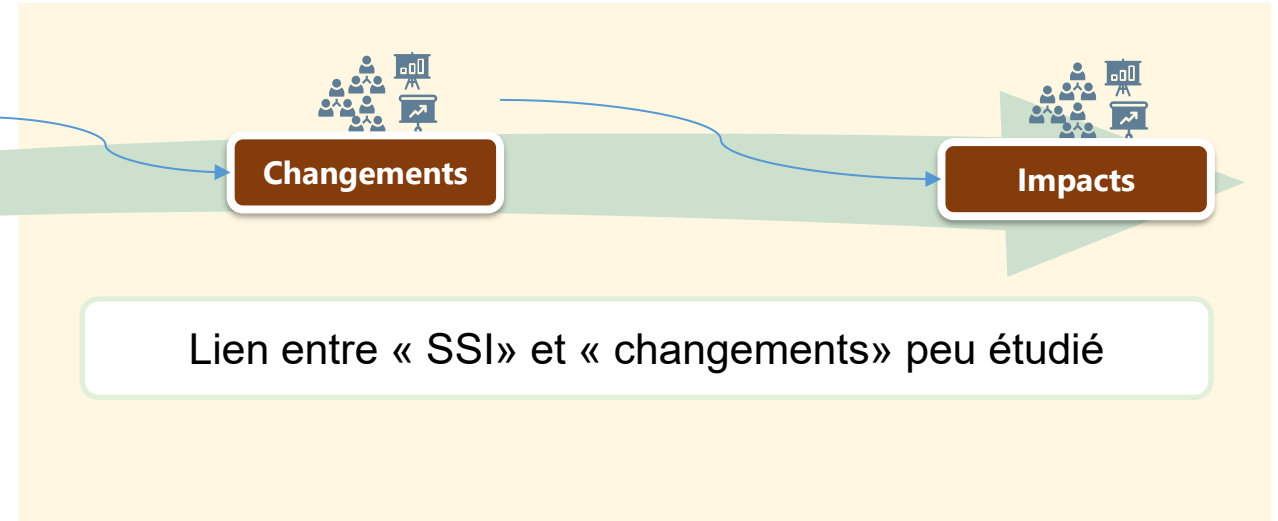 Changements
Impacts
Lien entre « SSI» et « changements» peu étudié